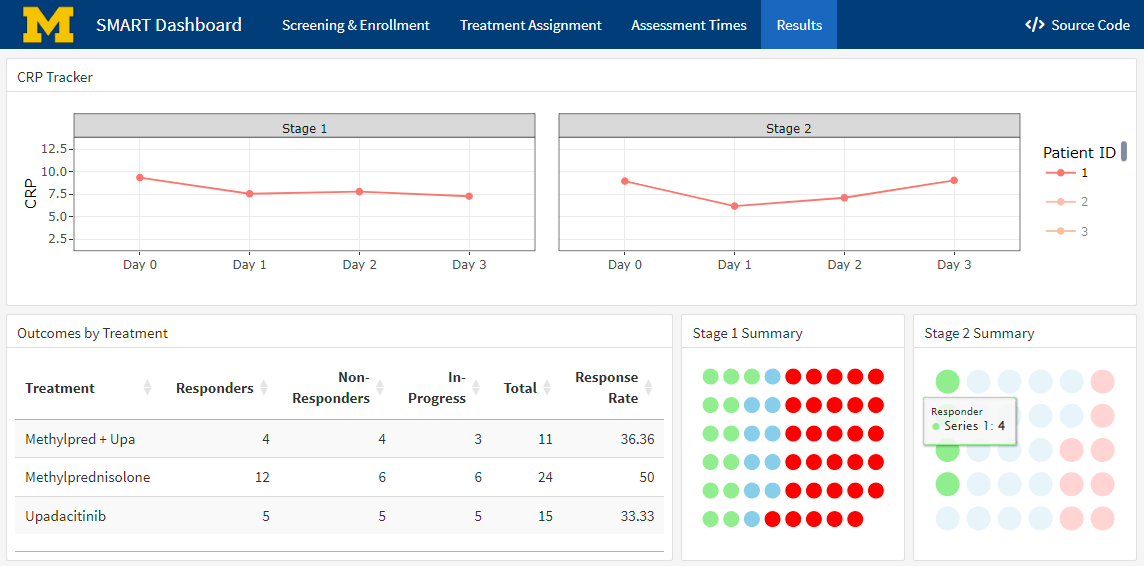 M SMART Dashboard Screening & Enrollment Treatment Assignment Assessment Times Results </> Source Code
CRP Tracker
Stage 1 Stage 2
CRP
12.5
10.0
7.5
5.0
2.5
Day 0 Day 1 Day 2 Day 3 Day 0 Day 1 Day 2 Day 3
Patient ID
1
2
3
Outcomes by Treatment
Treatment Responders Non-Responders In-Progress Total Response Rate
Methylpred + Upa 4 4 3 11 36.36
Methylprednisolone 12 6 6 24 50
Upadacitinib 5 5 5 15 33.33
Stage 1 Summary
Stage 2 Summary
Responder
Series 1: 4